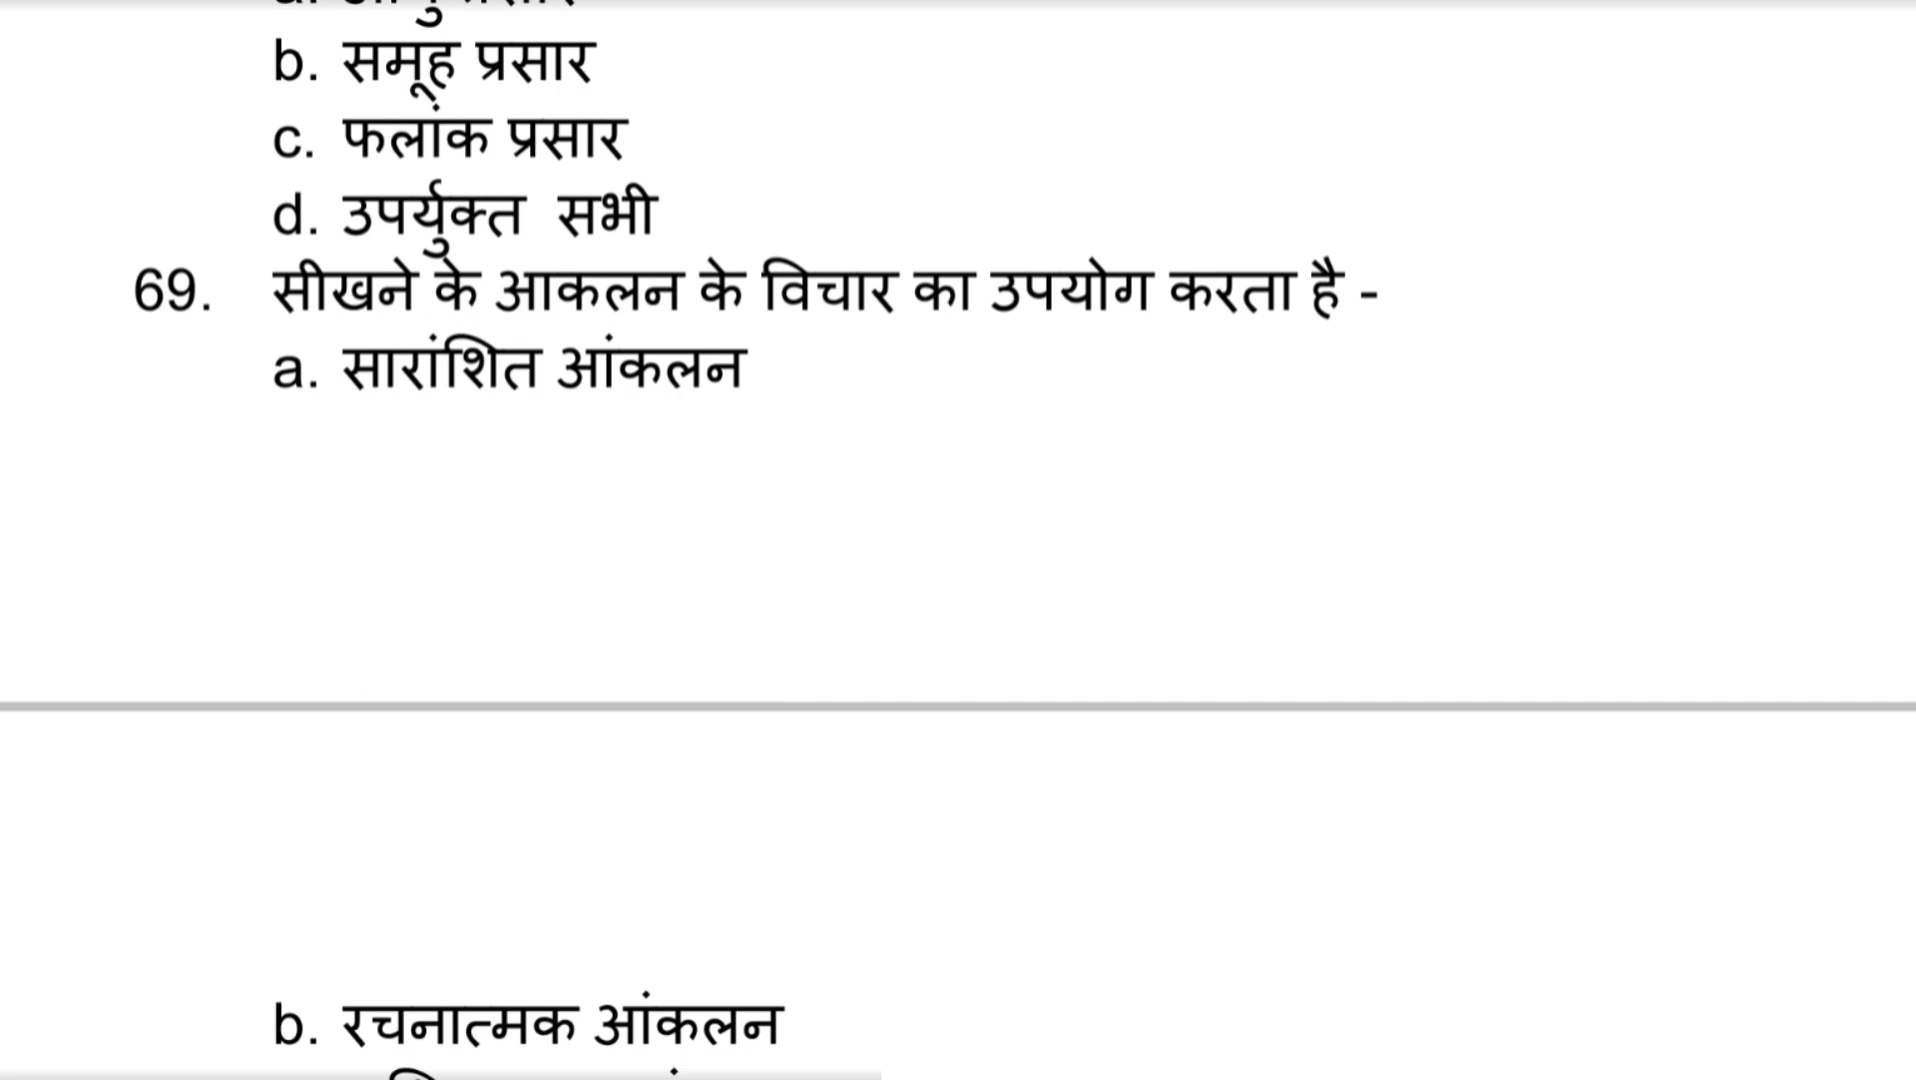 b. समूह प्रसार
c. फलांक प्रसार
d. उपर्युक्त सभी
69. सीखने के आकलन के विचार का उपयोग करता है -
a. सारांशित आंकलन
b. रचनात्मक आंकलन